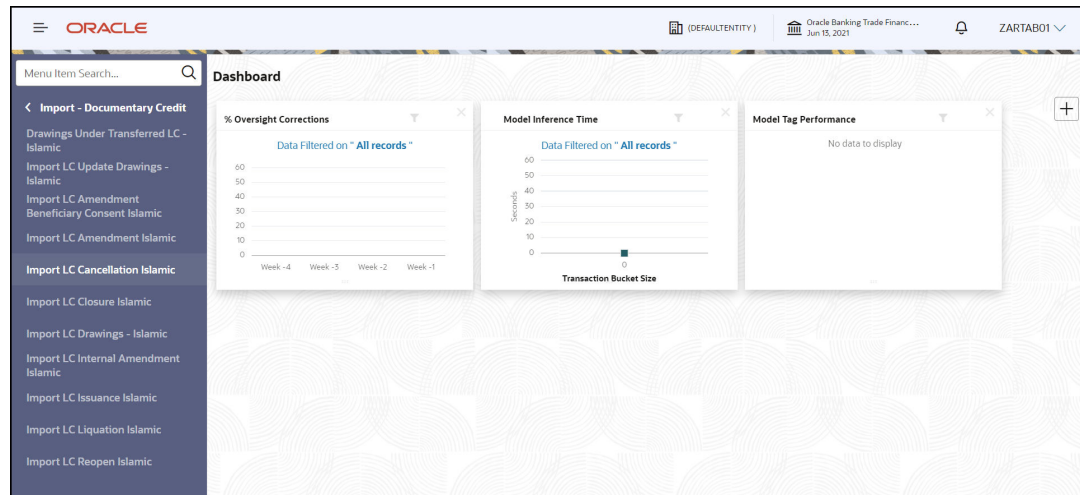 ORACLE
(DEFAULTENTITY )
Oracle Banking Trade Financ...
Jun 13, 2021
ZARTAB01
Menu Item Search...
Import - Documentary Credit
Drawings Under Transferred LC -
Islamic
Import LC Update Drawings -
Islamic
Import LC Amendment
Beneficiary Consent Islamic
Import LC Amendment Islamic
Import LC Cancellation Islamic
Import LC Closure Islamic
Import LC Drawings - Islamic
Import LC Internal Amendment
Islamic
Import LC Issuance Islamic
Import LC Liquation Islamic
Import LC Reopen Islamic
Dashboard
% Oversight Corrections
Data Filtered on " All records "
60
50
40
30
20
10
0
Week -4 Week -3 Week -2 Week -1
Model Inference Time
Data Filtered on " All records "
Seconds
60
50
40
30
20
10
0
0
Transaction Bucket Size
Model Tag Performance
No data to display